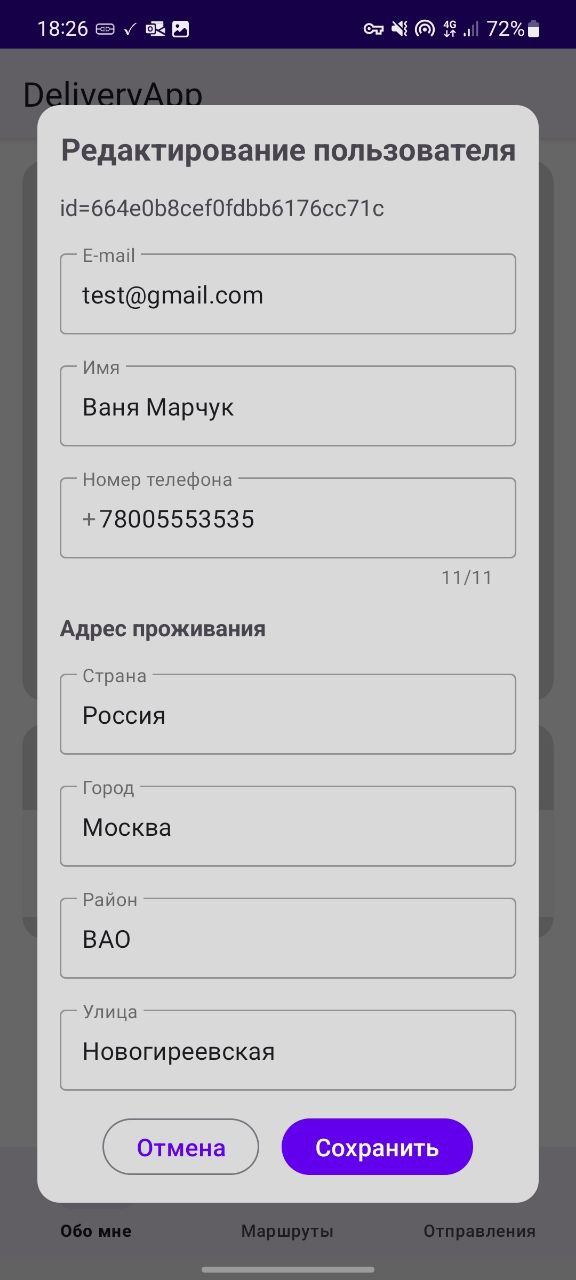 18:26
4G
72%
DeliveryApp
Редактирование пользователя
id=664e0b8cef0fdbb6176cc71c
E-mail
test@gmail.com
Имя
Ваня Марчук
Номер телефона
+78005553535
11/11
Адрес проживания
Страна
Россия
Город
Москва
Район
ВАО
Улица
Новогиреевская
Отмена
Сохранить
Обо мне
Маршруты
Отправления